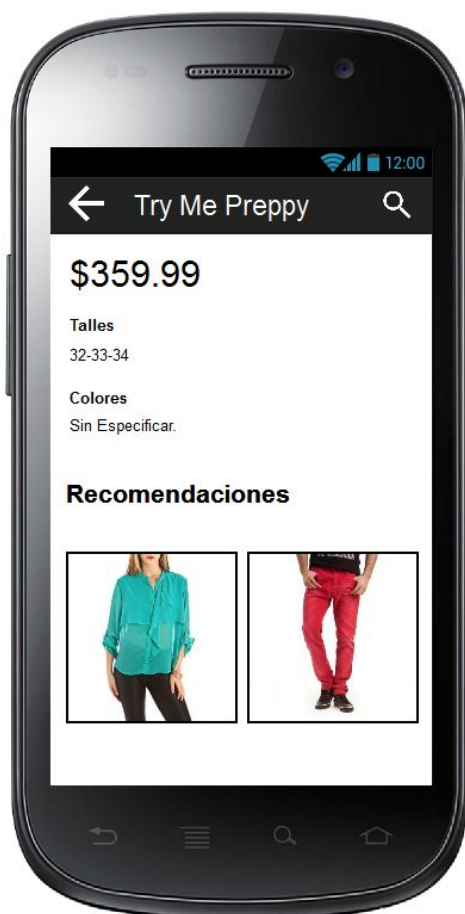 12:00
Try Me Preppy
$359.99
Talles
32-33-34
Colores
Sin Especificar.
Recomendaciones